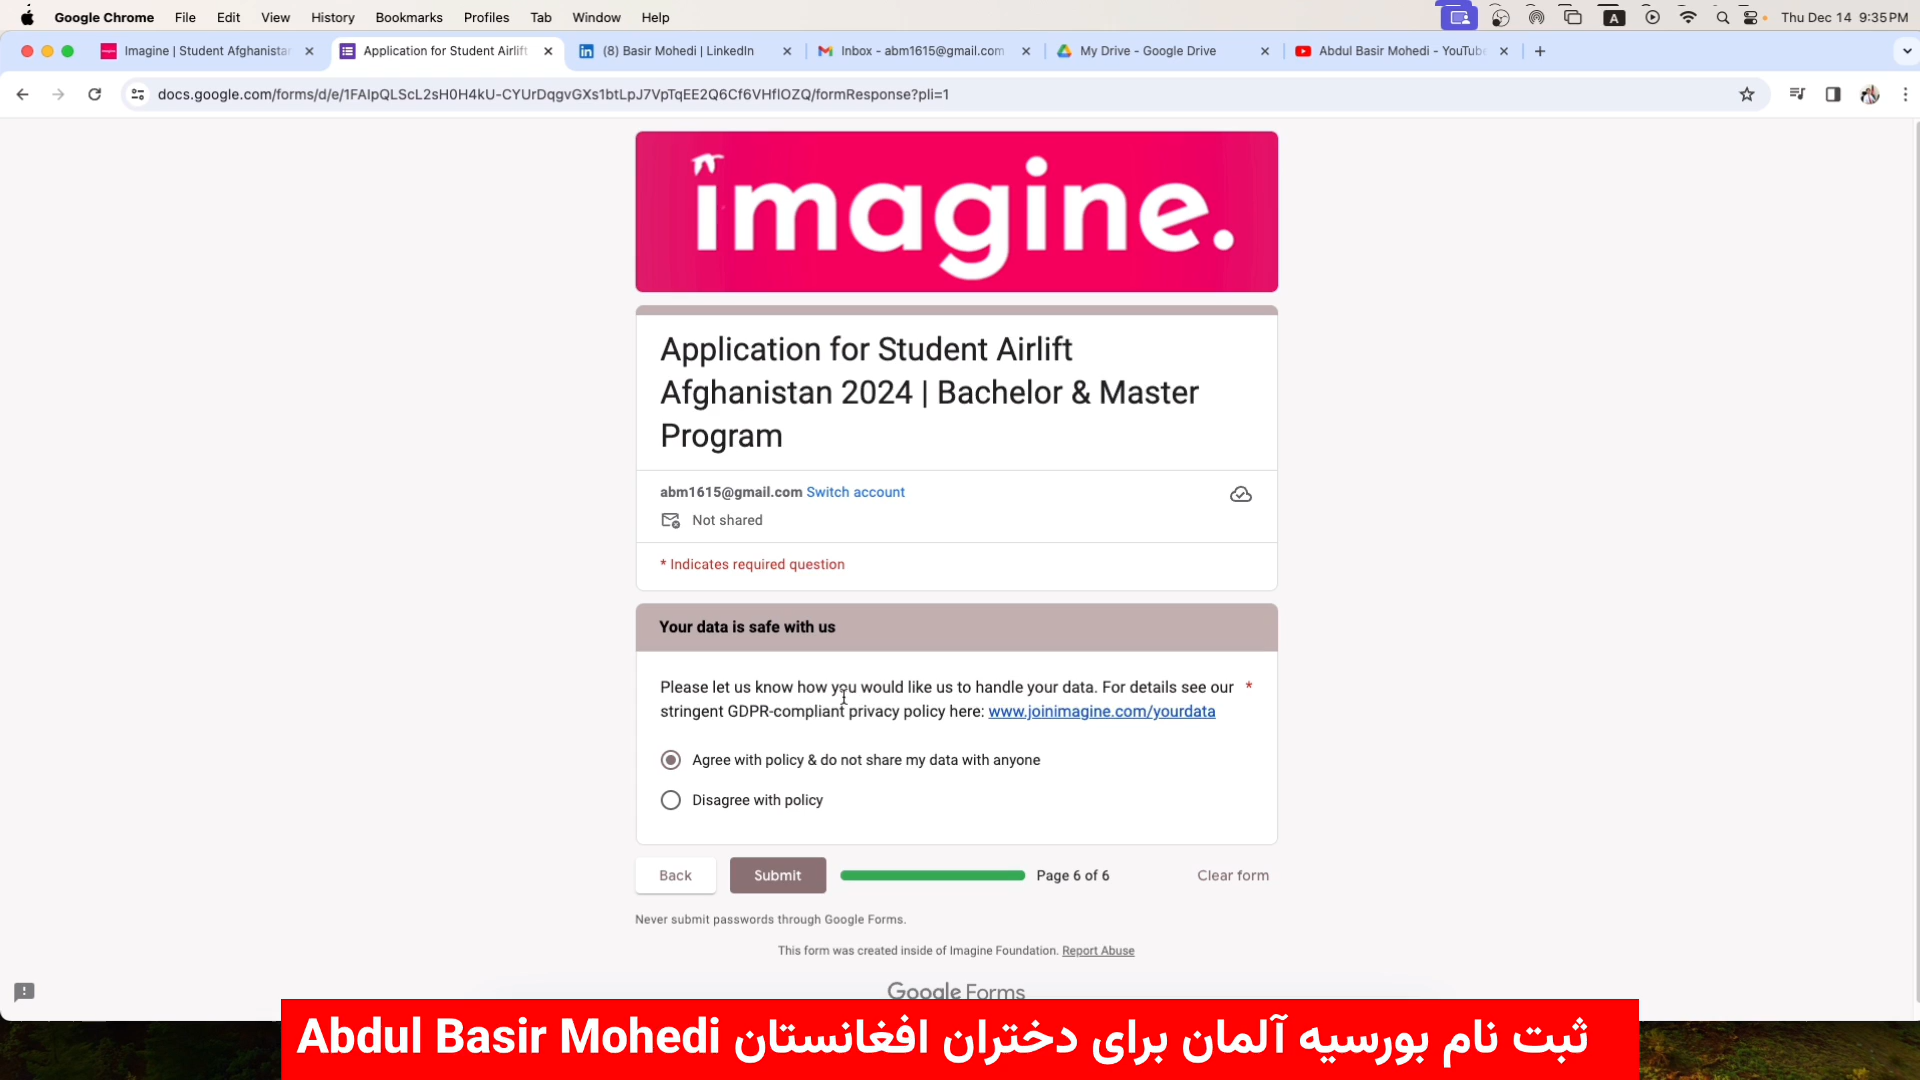 Google Chrome File Edit View History Bookmarks Profiles Tab Window Help A Thu Dec 14 9:35 PM
Imagine | Student Afghanista
Application for Student Airlift
(8) Basir Mohedi | LinkedIn
Inbox - abm1615@gmail.com
My Drive - Google Drive
Abdul Basir Mohedi - YouTub
docs.google.com/forms/d/e/1FAIpQLScL2sH0H4kU-CYUrDqgvGXs1btLpJ7VpTqEE2Q6Cf6VHfIOZQ/formResponse?pli=1
imagine.
Application for Student Airlift
Afghanistan 2024 | Bachelor & Master
Program
abm1615@gmail.com Switch account
Not shared
* Indicates required question
Your data is safe with us
Please let us know how you would like us to handle your data. For details see our *
stringent GDPR-compliant privacy policy here: www.joinimagine.com/yourdata
Agree with policy & do not share my data with anyone
Disagree with policy
Back Submit Page 6 of 6 Clear form
Never submit passwords through Google Forms.
This form was created inside of Imagine Foundation. Report Abuse
Google Forms
ثبت نام بورسیه آلمان برای دختران افغانستان Abdul Basir Mohedi